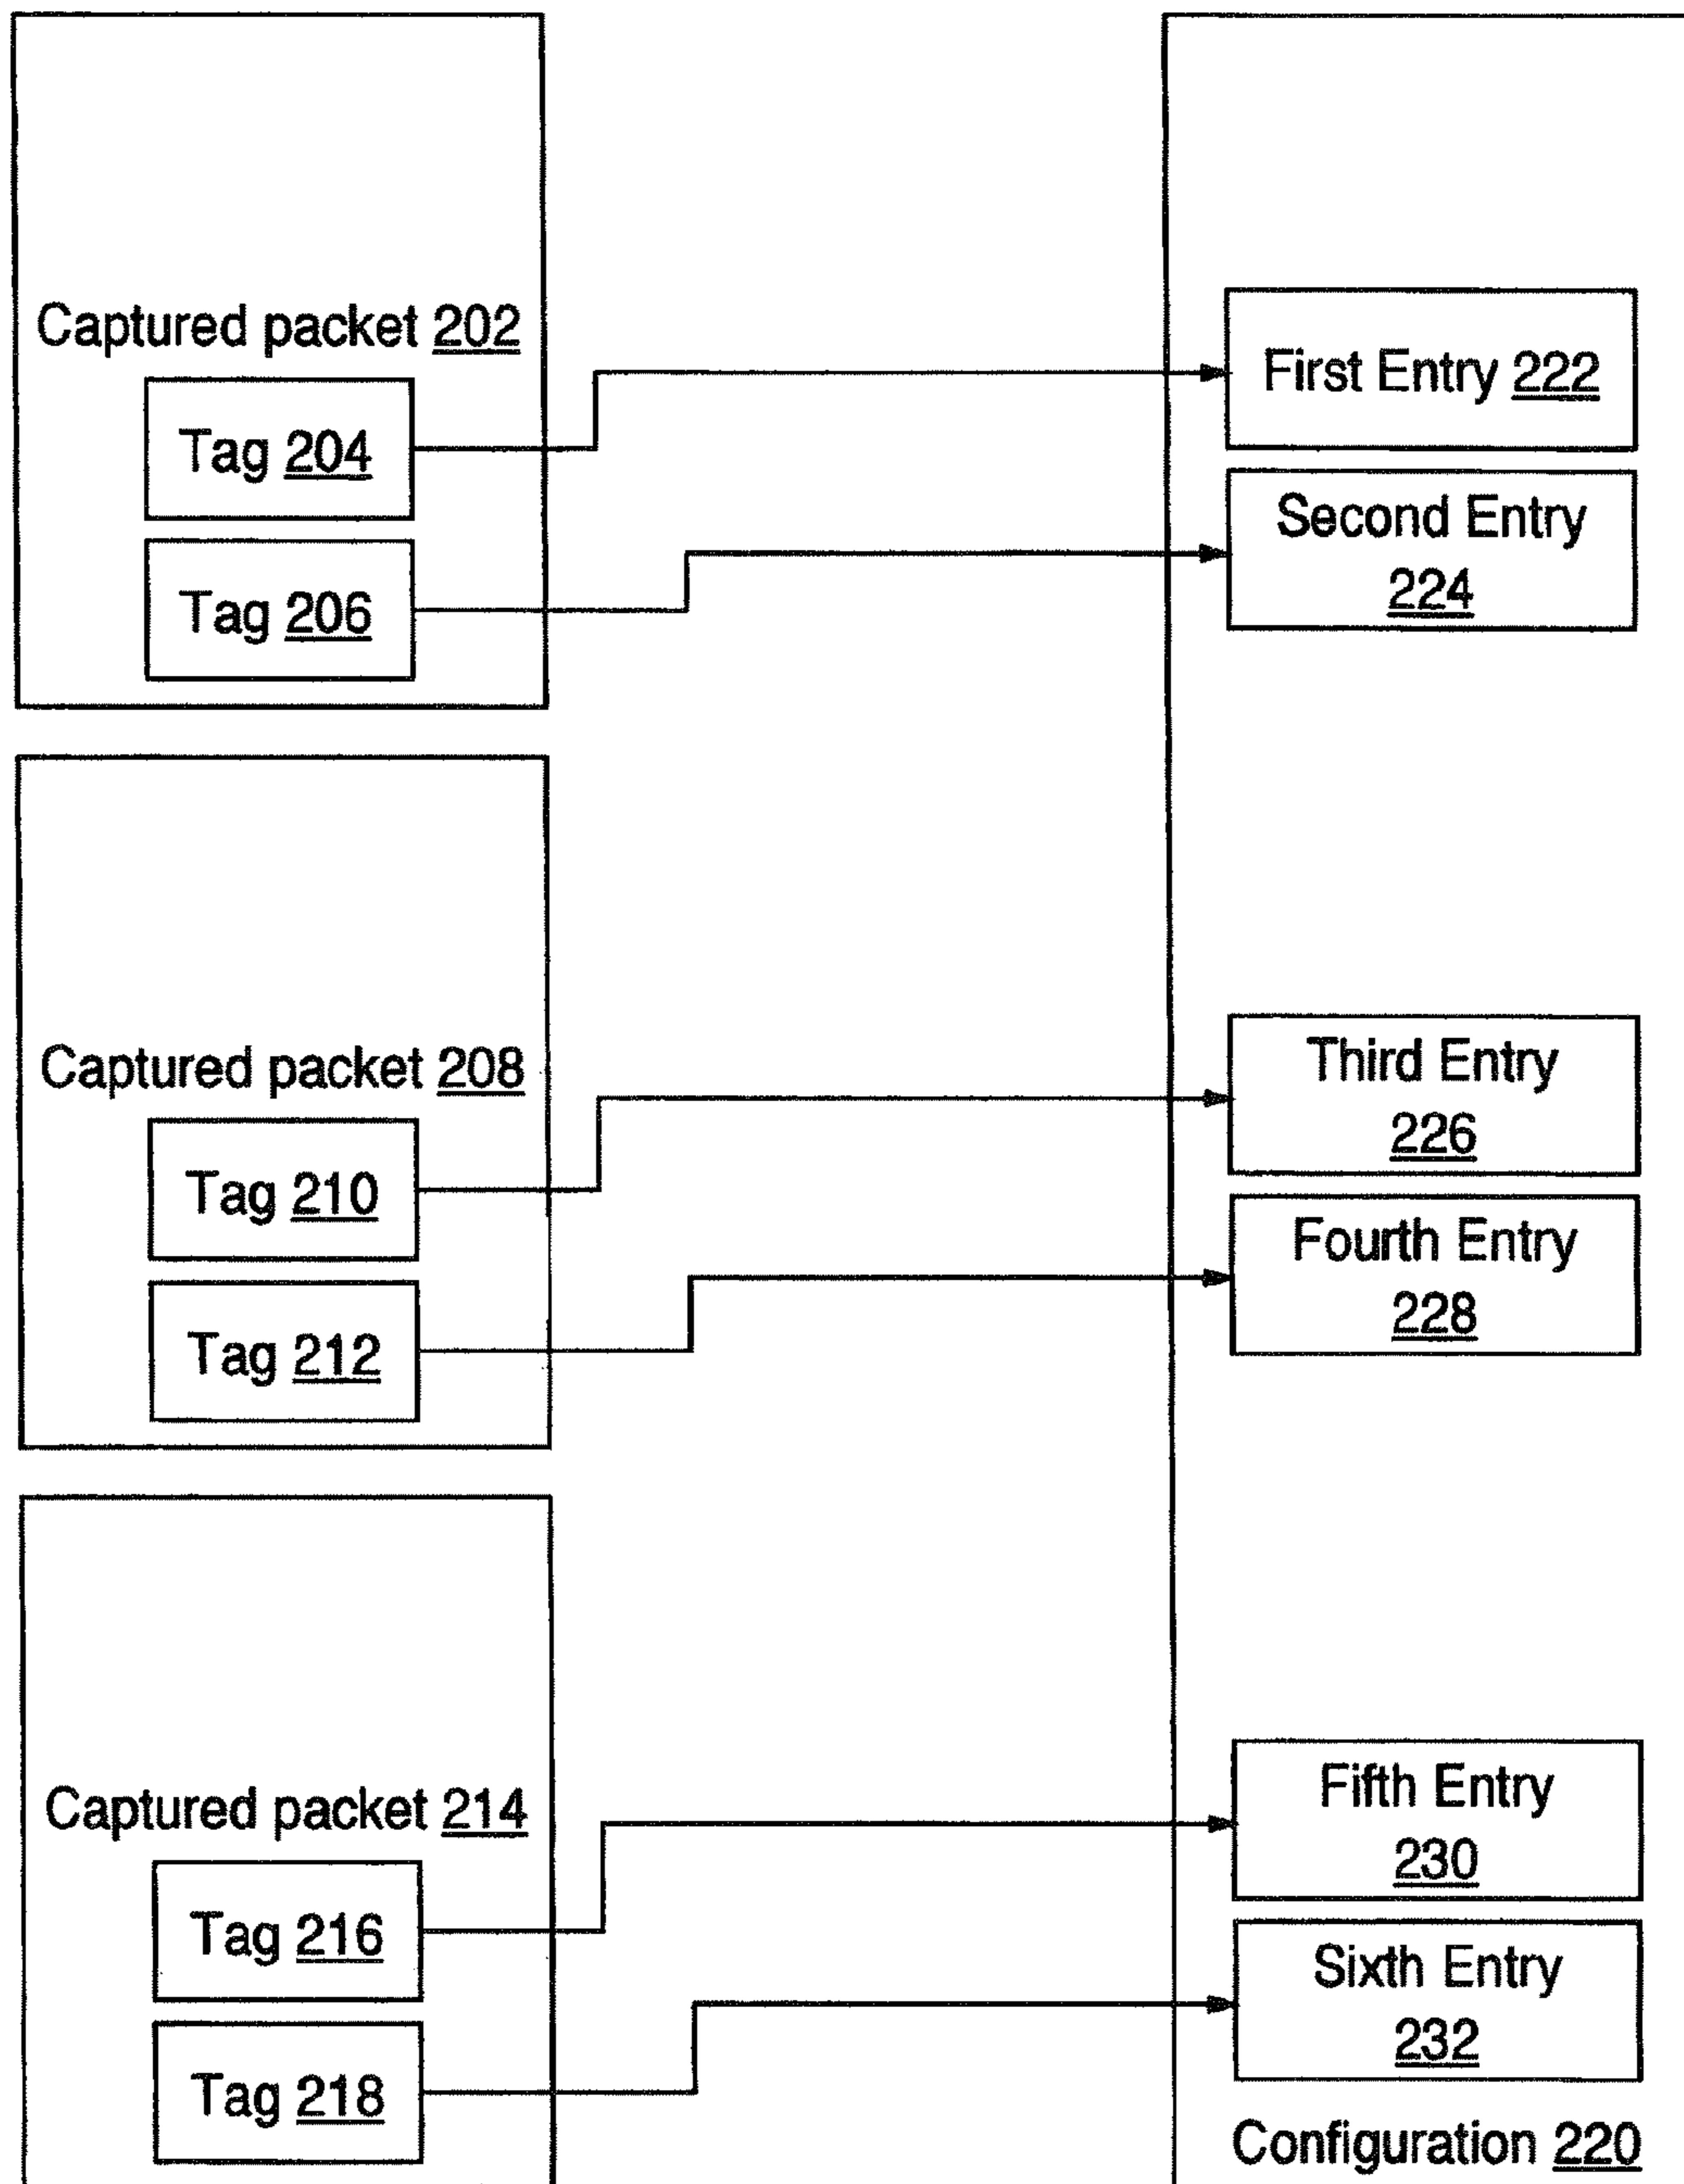 Captured packet 202
Tag 204
Tag 206
Captured packet 208
Tag 210
Tag 212
Captured packet 214
Tag 216
Tag 218
First Entry 222
Second Entry
224
Third Entry
226
Fourth Entry
228
Fifth Entry
230
Sixth Entry
232
Configuration 220